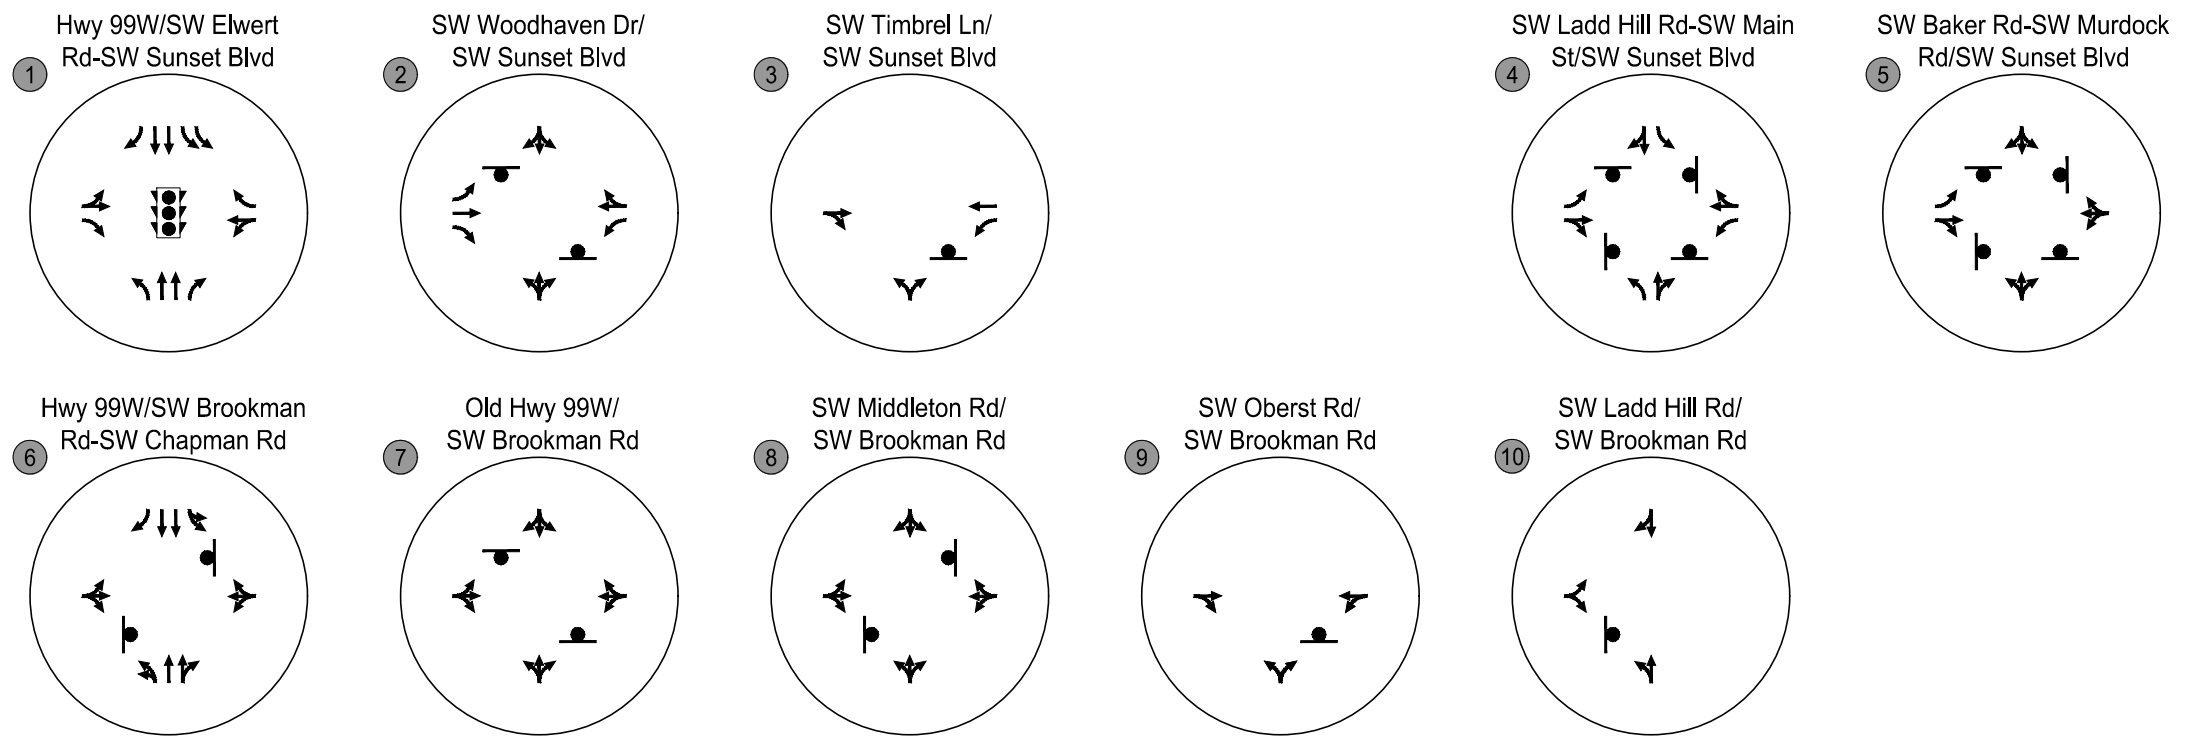 Hwy 99W/SW Elwert
Rd-SW Sunset Blvd
1
SW Woodhaven Dr/
SW Sunset Blvd
2
SW Timbrel Ln/
SW Sunset Blvd
3
SW Ladd Hill Rd-SW Main
St/SW Sunset Blvd
4
SW Baker Rd-SW Murdock
Rd/SW Sunset Blvd
5
Hwy 99W/SW Brookman
Rd-SW Chapman Rd
6
Old Hwy 99W/
SW Brookman Rd
7
SW Middleton Rd/
SW Brookman Rd
8
SW Oberst Rd/
SW Brookman Rd
9
SW Ladd Hill Rd/
SW Brookman Rd
10